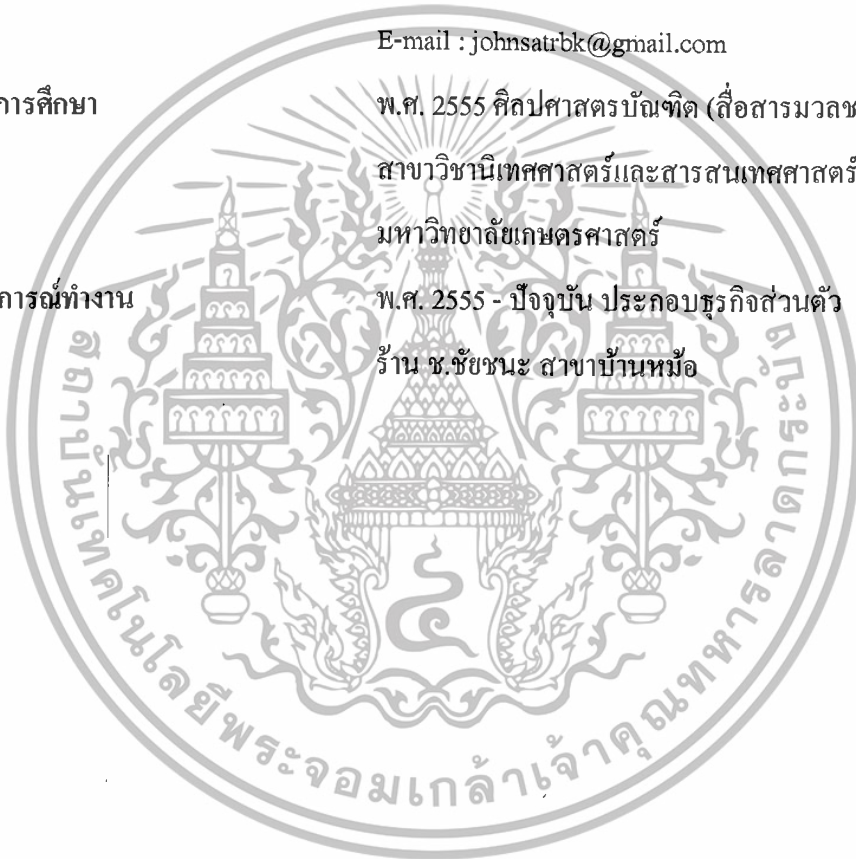 E-mail : johnsatrbk@gmail.com
การศึกษา พ.ศ. 2555 ศิลปศาสตรบัณฑิต (สื่อสารมวลช
สาขาวิชานิเทศศาสตร์และสารสนเทศศาสตร์
มหาวิทยาลัยเกษตรศาสตร์
การณ์ทำงาน พ.ศ. 2555 - ปัจจุบัน ประกอบธุรกิจส่วนตัว
ร้าน ช.ชัยชนะ สาขาบ้านหม้อ
สถาบันเทคโนโลยีพระจอมเกล้าเจ้าคุณทหารลาดกระบัง
๔